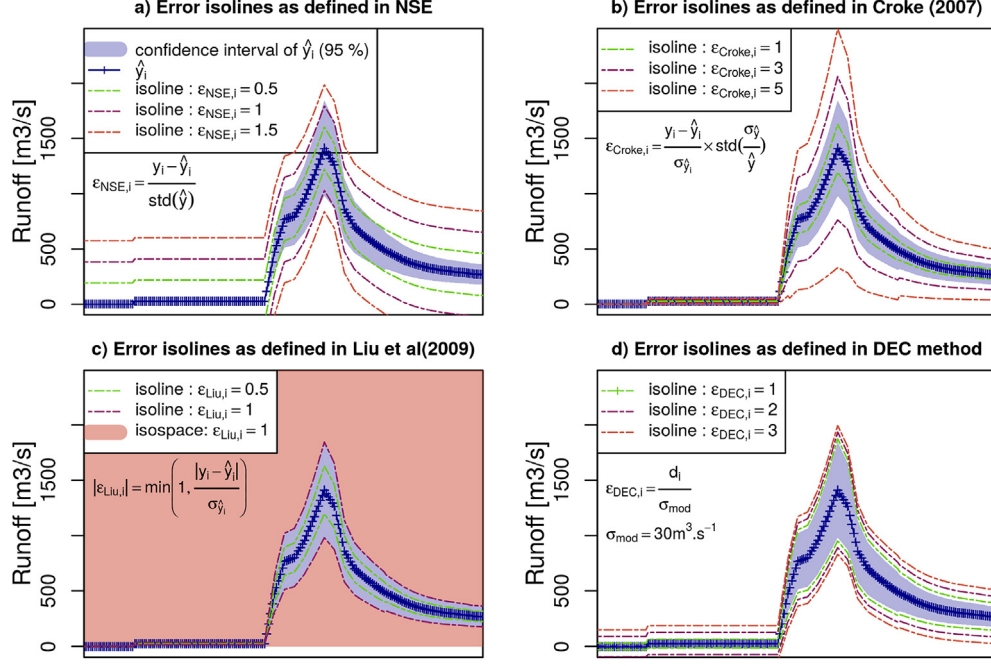 a) Error isolines as defined in NSE
confidence interval of ŷᵢ (95 %)
ŷᵢ
isoline : εNSE,i = 0.5
isoline : εNSE,i = 1
isoline : εNSE,i = 1.5
εNSE,i = (yᵢ − ŷᵢ) / std(ŷ)
Runoff [m3/s]
0
500
1500
b) Error isolines as defined in Croke (2007)
isoline : εCroke,i = 1
isoline : εCroke,i = 3
isoline : εCroke,i = 5
εCroke,i = (yᵢ − ŷᵢ) / σŷᵢ × std(σŷ / ŷ)
Runoff [m3/s]
0
500
1500
c) Error isolines as defined in Liu et al(2009)
isoline : εLiu,i = 0.5
isoline : εLiu,i = 1
isospace: εLiu,i = 1
|εLiu,i| = min(1, |yᵢ − ŷᵢ| / σŷᵢ)
Runoff [m3/s]
0
500
1500
d) Error isolines as defined in DEC method
isoline : εDEC,i = 1
isoline : εDEC,i = 2
isoline : εDEC,i = 3
εDEC,i = dᵢ / σmod
σmod = 30m³.s⁻¹
Runoff [m3/s]
0
500
1500